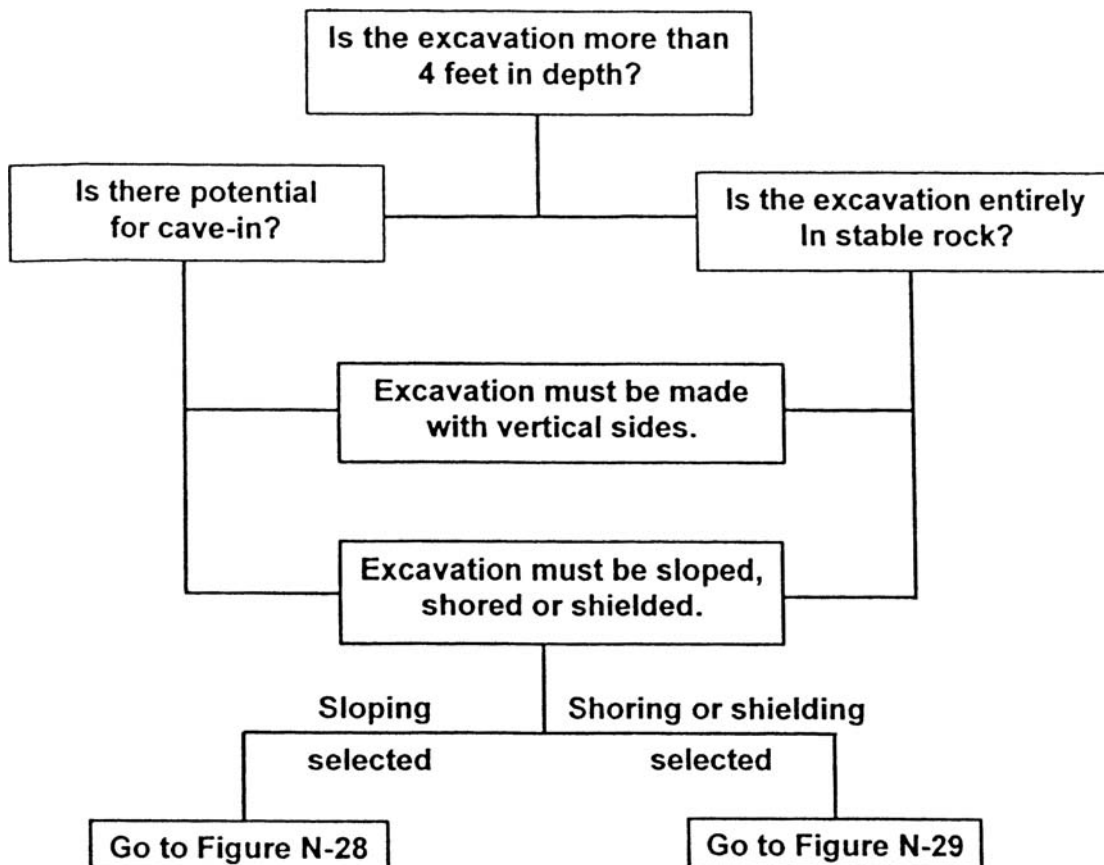 Is the excavation more than
4 feet in depth?
Is there potential
for cave-in?
Is the excavation entirely
In stable rock?
Excavation must be made
with vertical sides.
Excavation must be sloped,
shored or shielded.
Sloping
selected
Shoring or shielding
selected
Go to Figure N-28
Go to Figure N-29